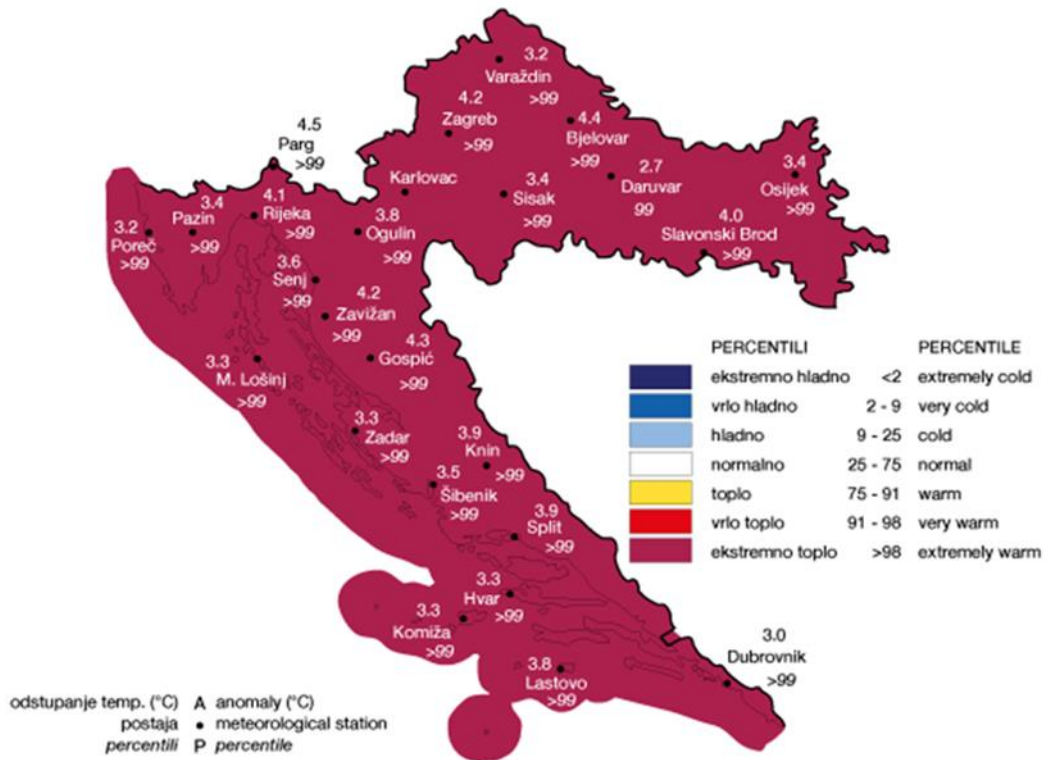 3.2
Varaždin
>99
4.2
Zagreb
>99
4.4
Bjelovar
>99
4.5
Parg
>99
2.7
Daruvar
99
3.4
Osijek
>99
Karlovac
3.4
Sisak
>99
4.0
Slavonski Brod
>99
3.2
Poreč
>99
3.4
Pazin
>99
4.1
Rijeka
>99
3.8
Ogulin
>99
3.6
Senj
>99
4.2
Zavižan
>99
4.3
Gospić
>99
3.3
M. Lošinj
>99
3.3
Zadar
>99
3.9
Knin
>99
3.5
Šibenik
>99
3.9
Split
>99
3.3
Hvar
>99
3.3
Komiža
>99
3.8
Lastovo
>99
3.0
Dubrovnik
>99
PERCENTILI PERCENTILE
ekstremno hladno <2 extremely cold
vrlo hladno 2 - 9 very cold
hladno 9 - 25 cold
normalno 25 - 75 normal
toplo 75 - 91 warm
vrlo toplo 91 - 98 very warm
ekstremno toplo >98 extremely warm
odstupanje temp. (°C) A anomaly (°C)
postaja • meteorological station
percentili P percentile